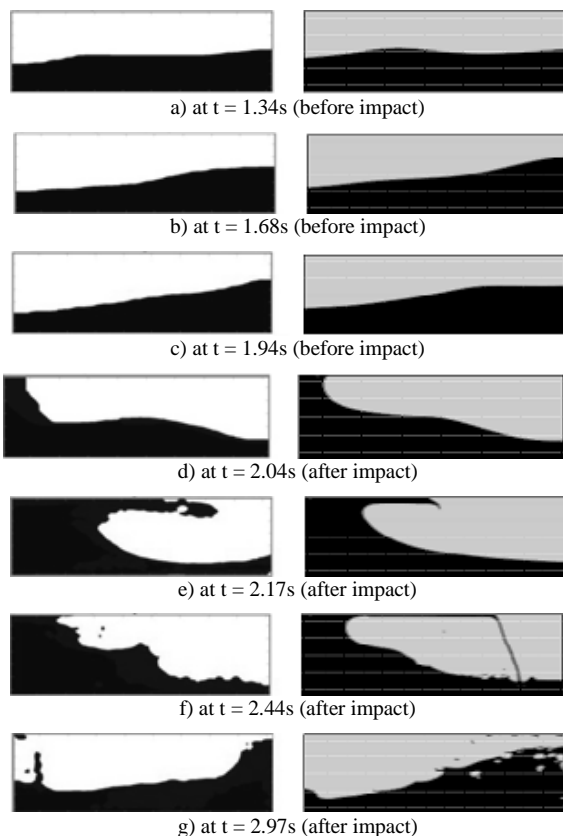 a) at t = 1.34s (before impact)
b) at t = 1.68s (before impact)
c) at t = 1.94s (before impact)
d) at t = 2.04s (after impact)
e) at t = 2.17s (after impact)
f) at t = 2.44s (after impact)
g) at t = 2.97s (after impact)